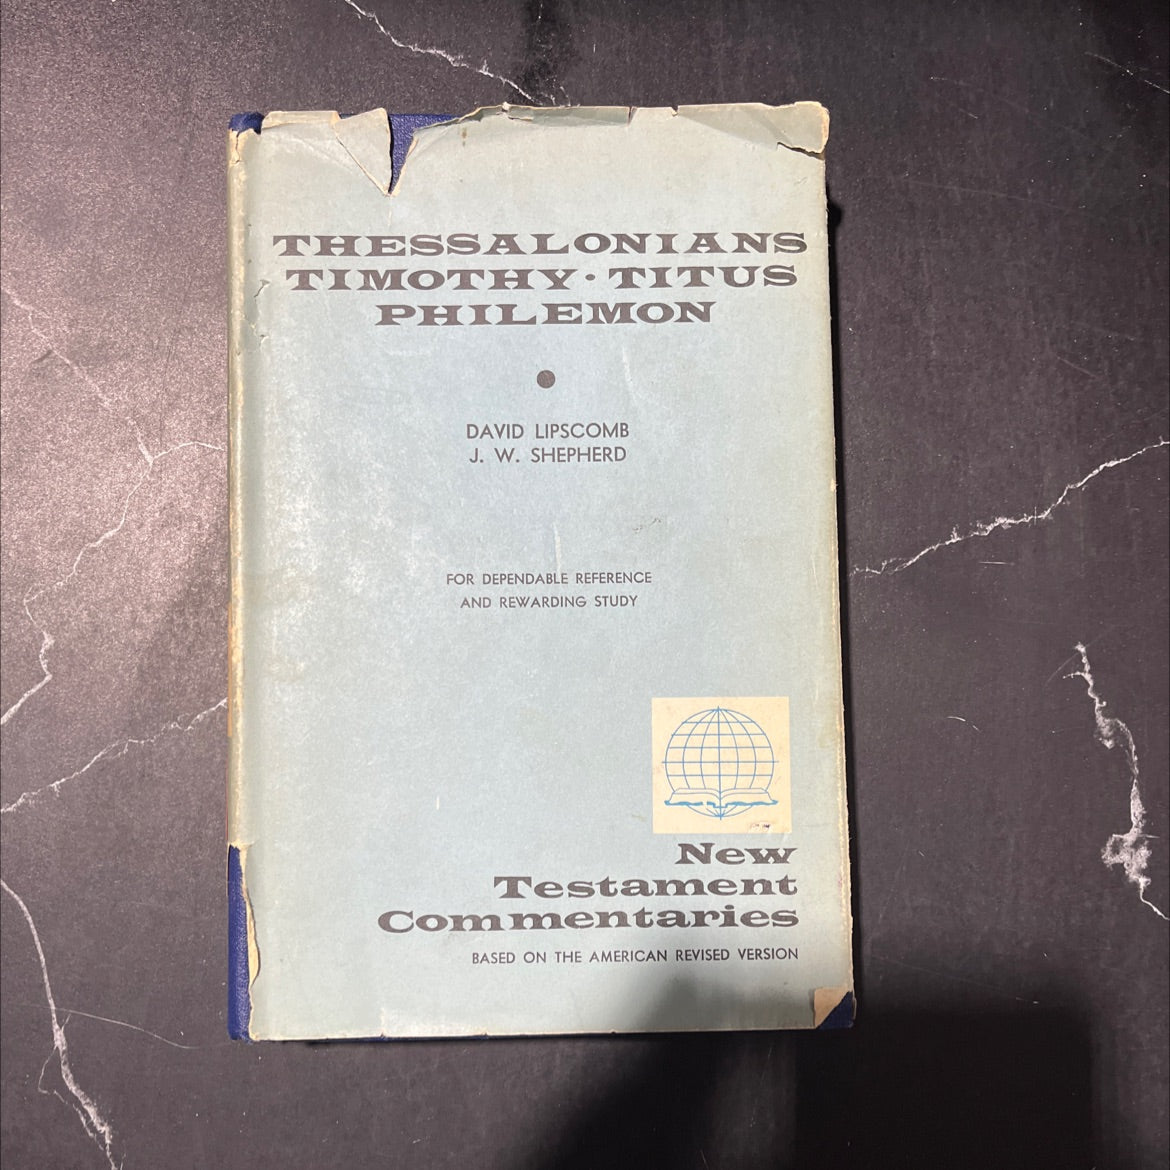 THESSALONIANS
TIMOTHY · TITUS
PHILEMON
DAVID LIPSCOMB
J. W. SHEPHERD
FOR DEPENDABLE REFERENCE
AND REWARDING STUDY
New
Testament
Commentaries
BASED ON THE AMERICAN REVISED VERSION